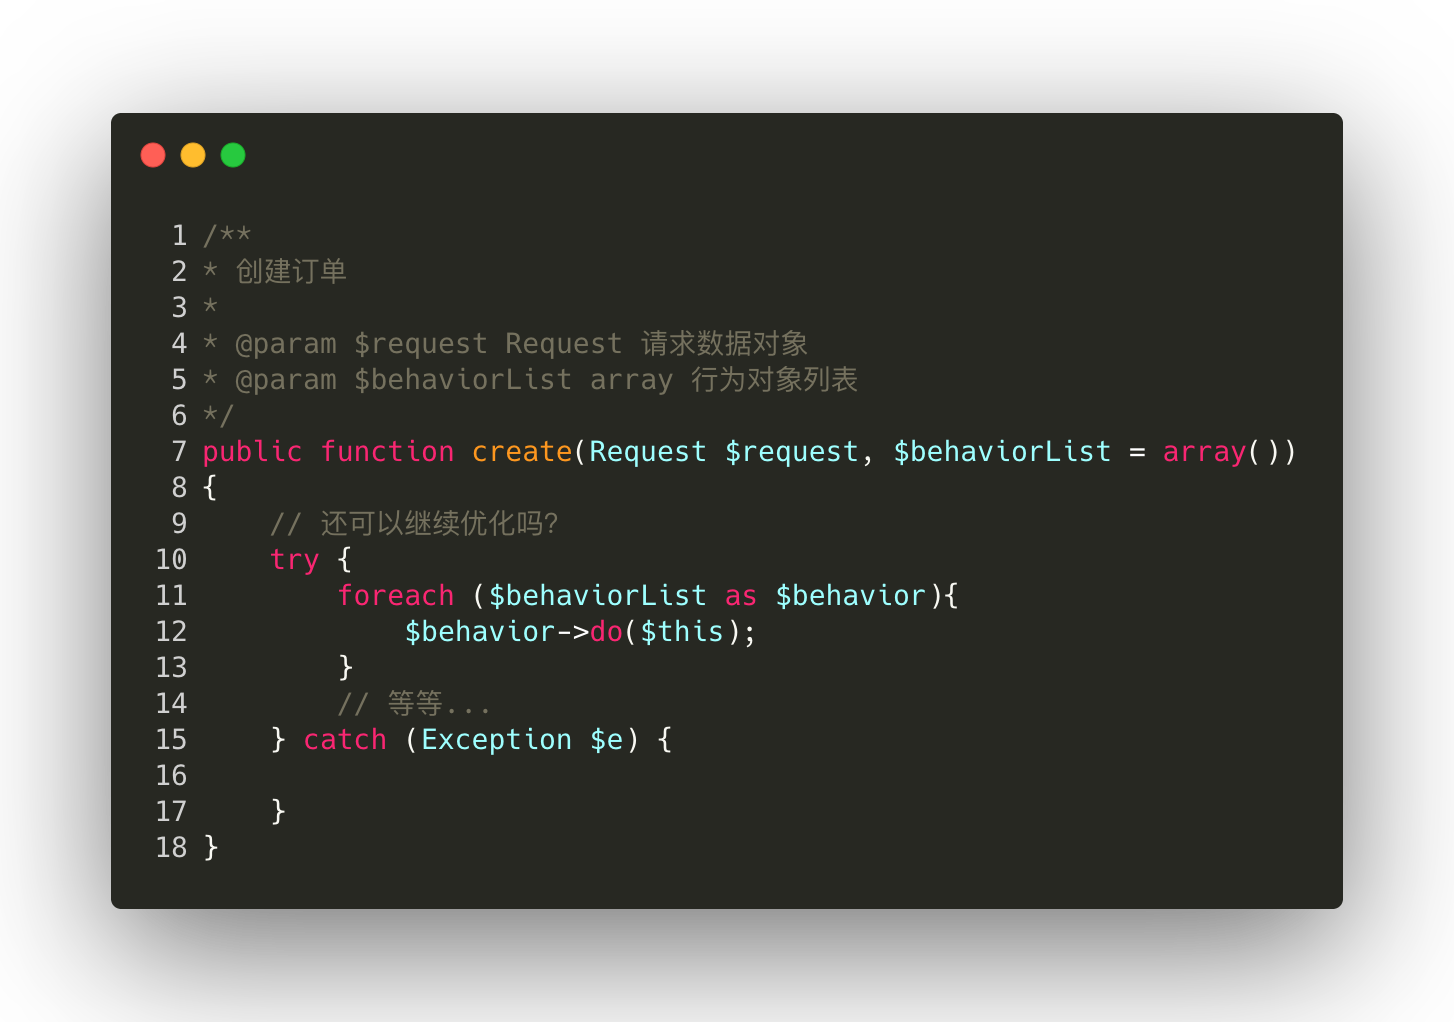 1 /**
2 * 创建订单
3 *
4 * @param $request Request 请求数据对象
5 * @param $behaviorList array 行为对象列表
6 */
7 public function create(Request $request, $behaviorList = array())
8 {
9     // 还可以继续优化吗？
10     try {
11         foreach ($behaviorList as $behavior){
12             $behavior->do($this);
13         }
14         // 等等...
15     } catch (Exception $e) {
16
17     }
18 }